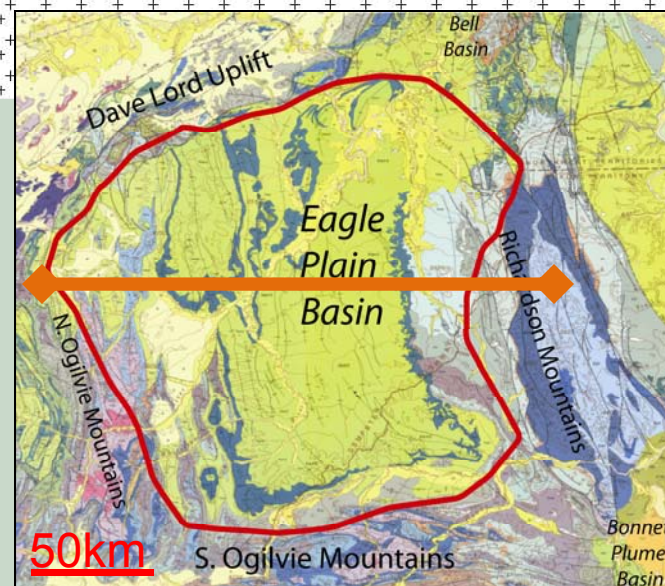 Bell
Basin
Dave Lord Uplift
Eagle
Plain
Basin
Richardson Mountains
N. Ogilvie Mountains
50km
S. Ogilvie Mountains
Bonnet
Plume
Basin